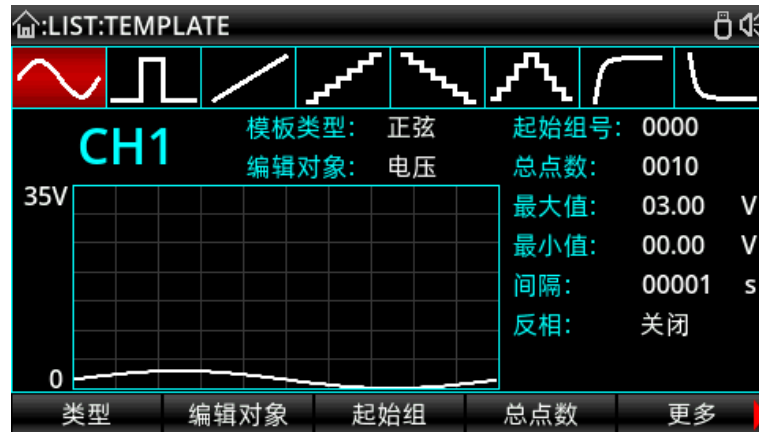 :LIST:TEMPLATE
CH1
模板类型: 正弦
编辑对象: 电压
起始组号: 0000
总点数: 0010
最大值: 03.00 V
最小值: 00.00 V
间隔: 00001 s
反相: 关闭
35V
0
类型 编辑对象 起始组 总点数 更多